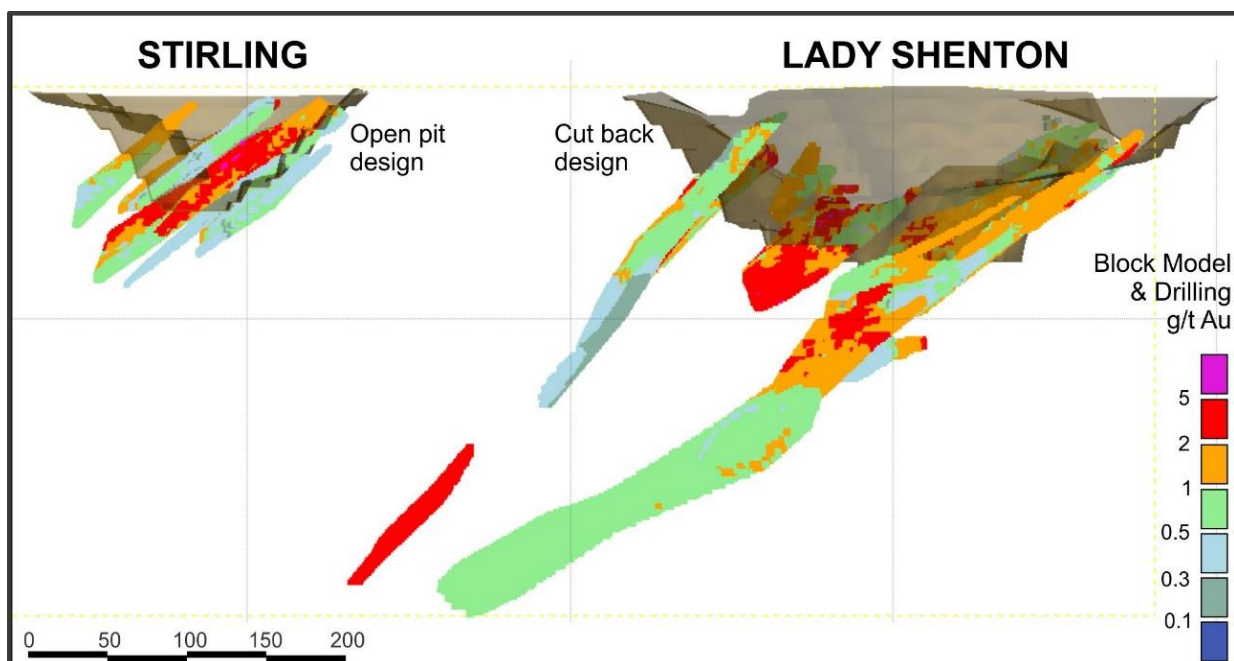 STIRLING
LADY SHENTON
Open pit
design
Cut back
design
Block Model
& Drilling
g/t Au
5
2
1
0.5
0.3
0.1
0 50 100 150 200